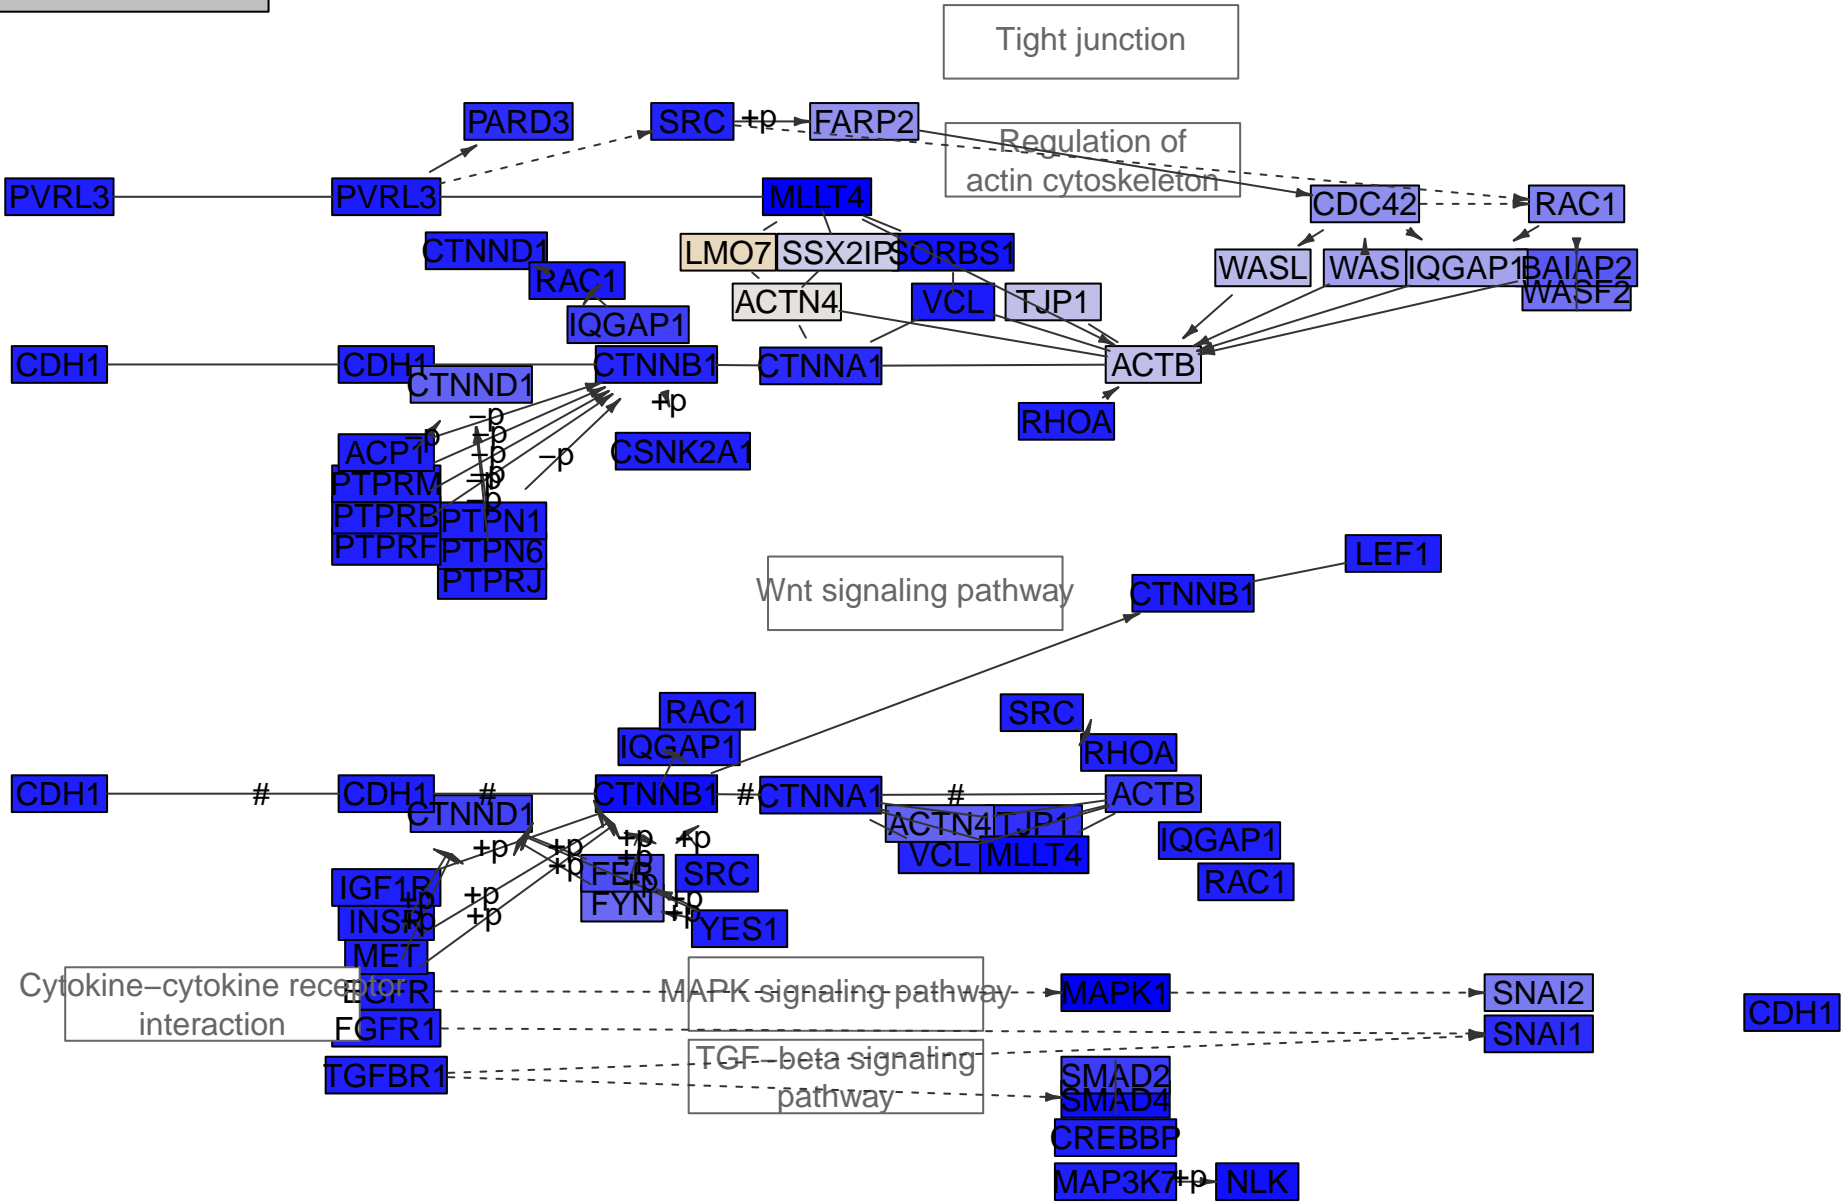 Tight junction
PARD3
SRC
+p
FARP2
Regulation of
actin cytoskeleton
PVRL3
PVRL3
MLLT4
CDC42
RAC1
CTNND1
LMO7
SSX2IP
SORBS1
WASL
WAS
IQGAP1
BAIAP2
WASF2
RAC1
ACTN4
VCL
TJP1
IQGAP1
CDH1
CDH1
CTNND1
CTNNB1
CTNNA1
ACTB
+p
RHOA
−p
−p
−p
−p
−p
−p
−p
−p
ACP1
CSNK2A1
PTPRM
PTPRB
PTPN1
PTPRF
PTPN6
PTPRJ
LEF1
Wnt signaling pathway
CTNNB1
RAC1
SRC
IQGAP1
RHOA
CDH1
#
CDH1
#
CTNND1
CTNNB1
#
CTNNA1
#
ACTB
ACTN4
TJP1
VCL
MLLT4
IQGAP1
RAC1
+p
+p
+p
+p
+p
+p
+p
+p
+p
+p
+p
+p
+p
FER
SRC
FYN
YES1
IGF1R
INSR
MET
EGFR
FGFR1
Cytokine−cytokine receptor
interaction
MAPK signaling pathway
MAPK1
SNAI2
SNAI1
CDH1
TGF−beta signaling
pathway
TGFBR1
SMAD2
SMAD4
CREBBP
MAP3K7
+p
NLK